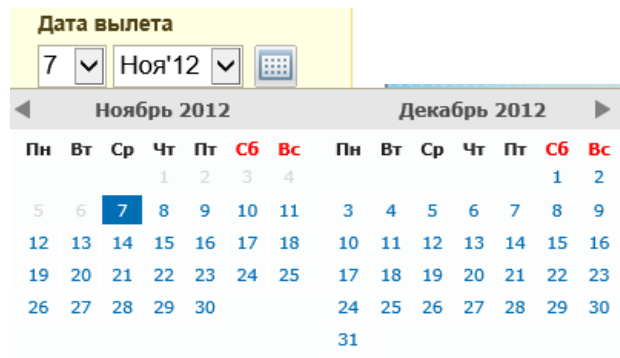 Дата вылета
7 Ноя'12
Ноябрь 2012 Декабрь 2012
Пн Вт Ср Чт Пт Сб Вс Пн Вт Ср Чт Пт Сб Вс
1 2 3 4 1 2
5 6 7 8 9 10 11 3 4 5 6 7 8 9
12 13 14 15 16 17 18 10 11 12 13 14 15 16
19 20 21 22 23 24 25 17 18 19 20 21 22 23
26 27 28 29 30 24 25 26 27 28 29 30
31